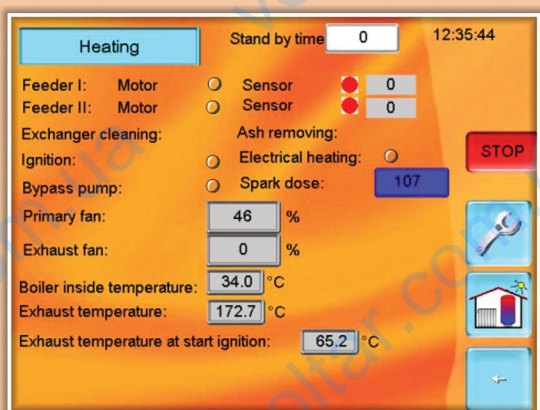 Heating Stand by time 0 12:35:44
Feeder I: Motor Sensor 0
Feeder II: Motor Sensor 0
Exchanger cleaning: Ash removing:
Ignition: Electrical heating:
STOP
Bypass pump: Spark dose: 107
Primary fan: 46 %
Exhaust fan: 0 %
Boiler inside temperature: 34.0 °C
Exhaust temperature: 172.7 °C
Exhaust temperature at start ignition: 65.2 °C